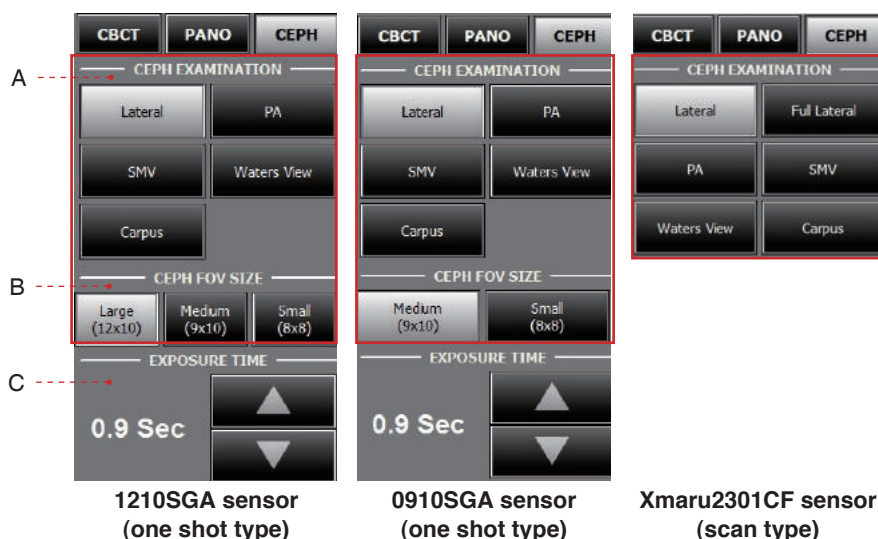 CBCT PANO CEPH
A
CEPH EXAMINATION
Lateral PA
SMV Waters View
Carpus
B
CEPH FOV SIZE
Large (12x10) Medium (9x10) Small (8x8)
C
EXPOSURE TIME
0.9 Sec
1210SGA sensor
(one shot type)
CBCT PANO CEPH
CEPH EXAMINATION
Lateral PA
SMV Waters View
Carpus
CEPH FOV SIZE
Medium (9x10) Small (8x8)
EXPOSURE TIME
0.9 Sec
0910SGA sensor
(one shot type)
CBCT PANO CEPH
CEPH EXAMINATION
Lateral Full Lateral
PA SMV
Waters View Carpus
Xmaru2301CF sensor
(scan type)